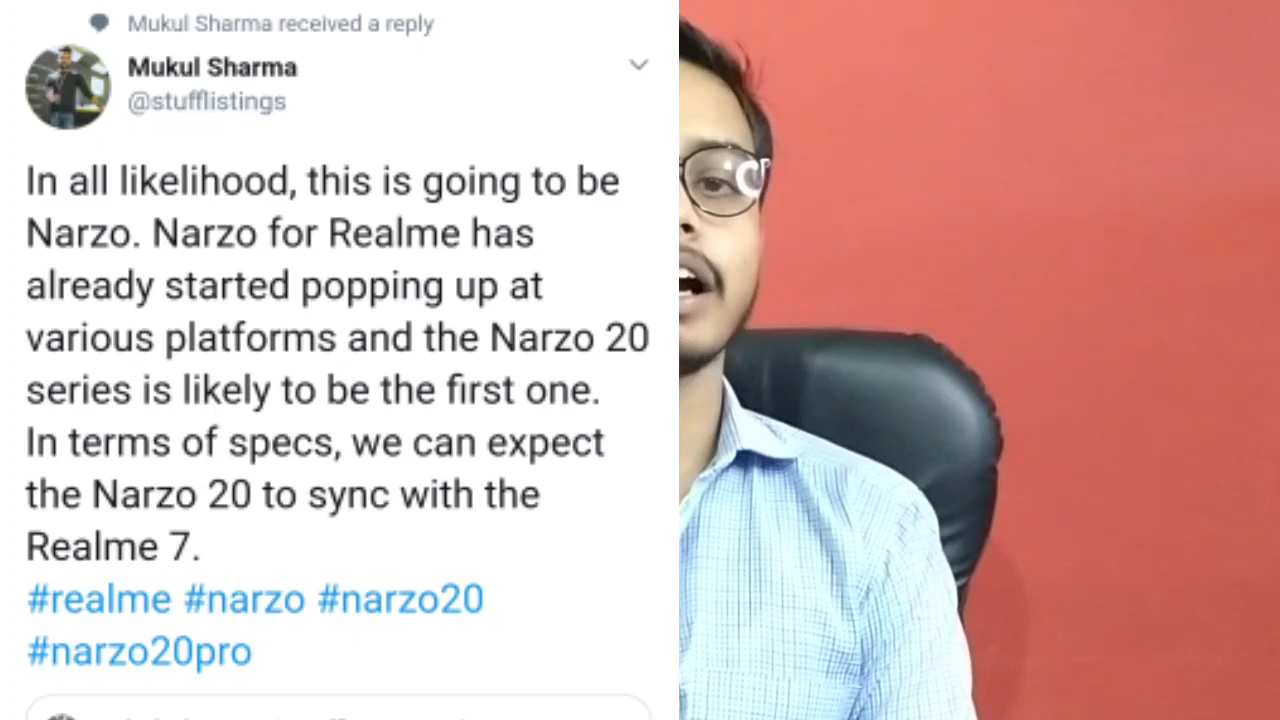 Mukul Sharma received a reply
Mukul Sharma
@stufflistings
In all likelihood, this is going to be
Narzo. Narzo for Realme has
already started popping up at
various platforms and the Narzo 20
series is likely to be the first one.
In terms of specs, we can expect
the Narzo 20 to sync with the
Realme 7.
#realme #narzo #narzo20
#narzo20pro